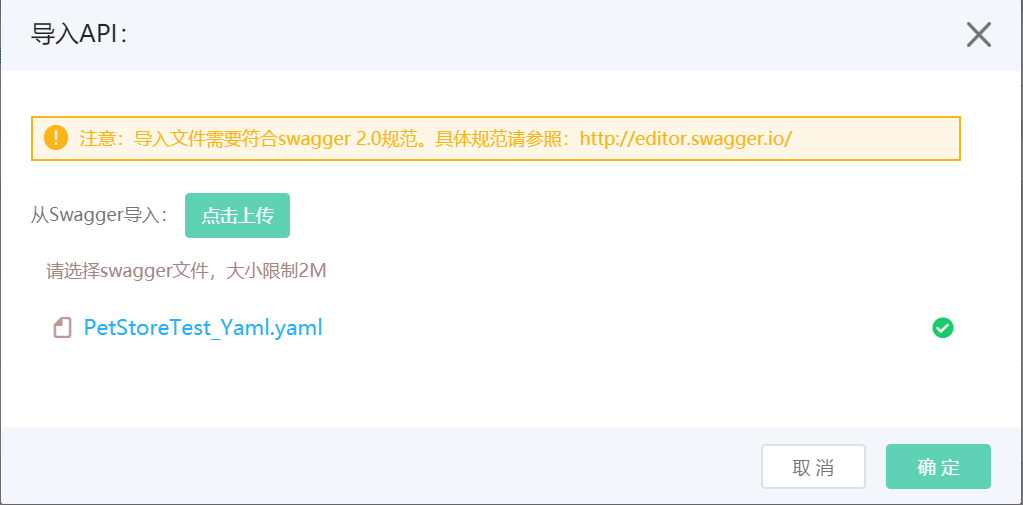 导入API：
注意：导入文件需要符合swagger 2.0规范。具体规范请参照：http://editor.swagger.io/
从Swagger导入：
点击上传
请选择swagger文件，大小限制2M
PetStoreTest_Yaml.yaml
取 消
确 定